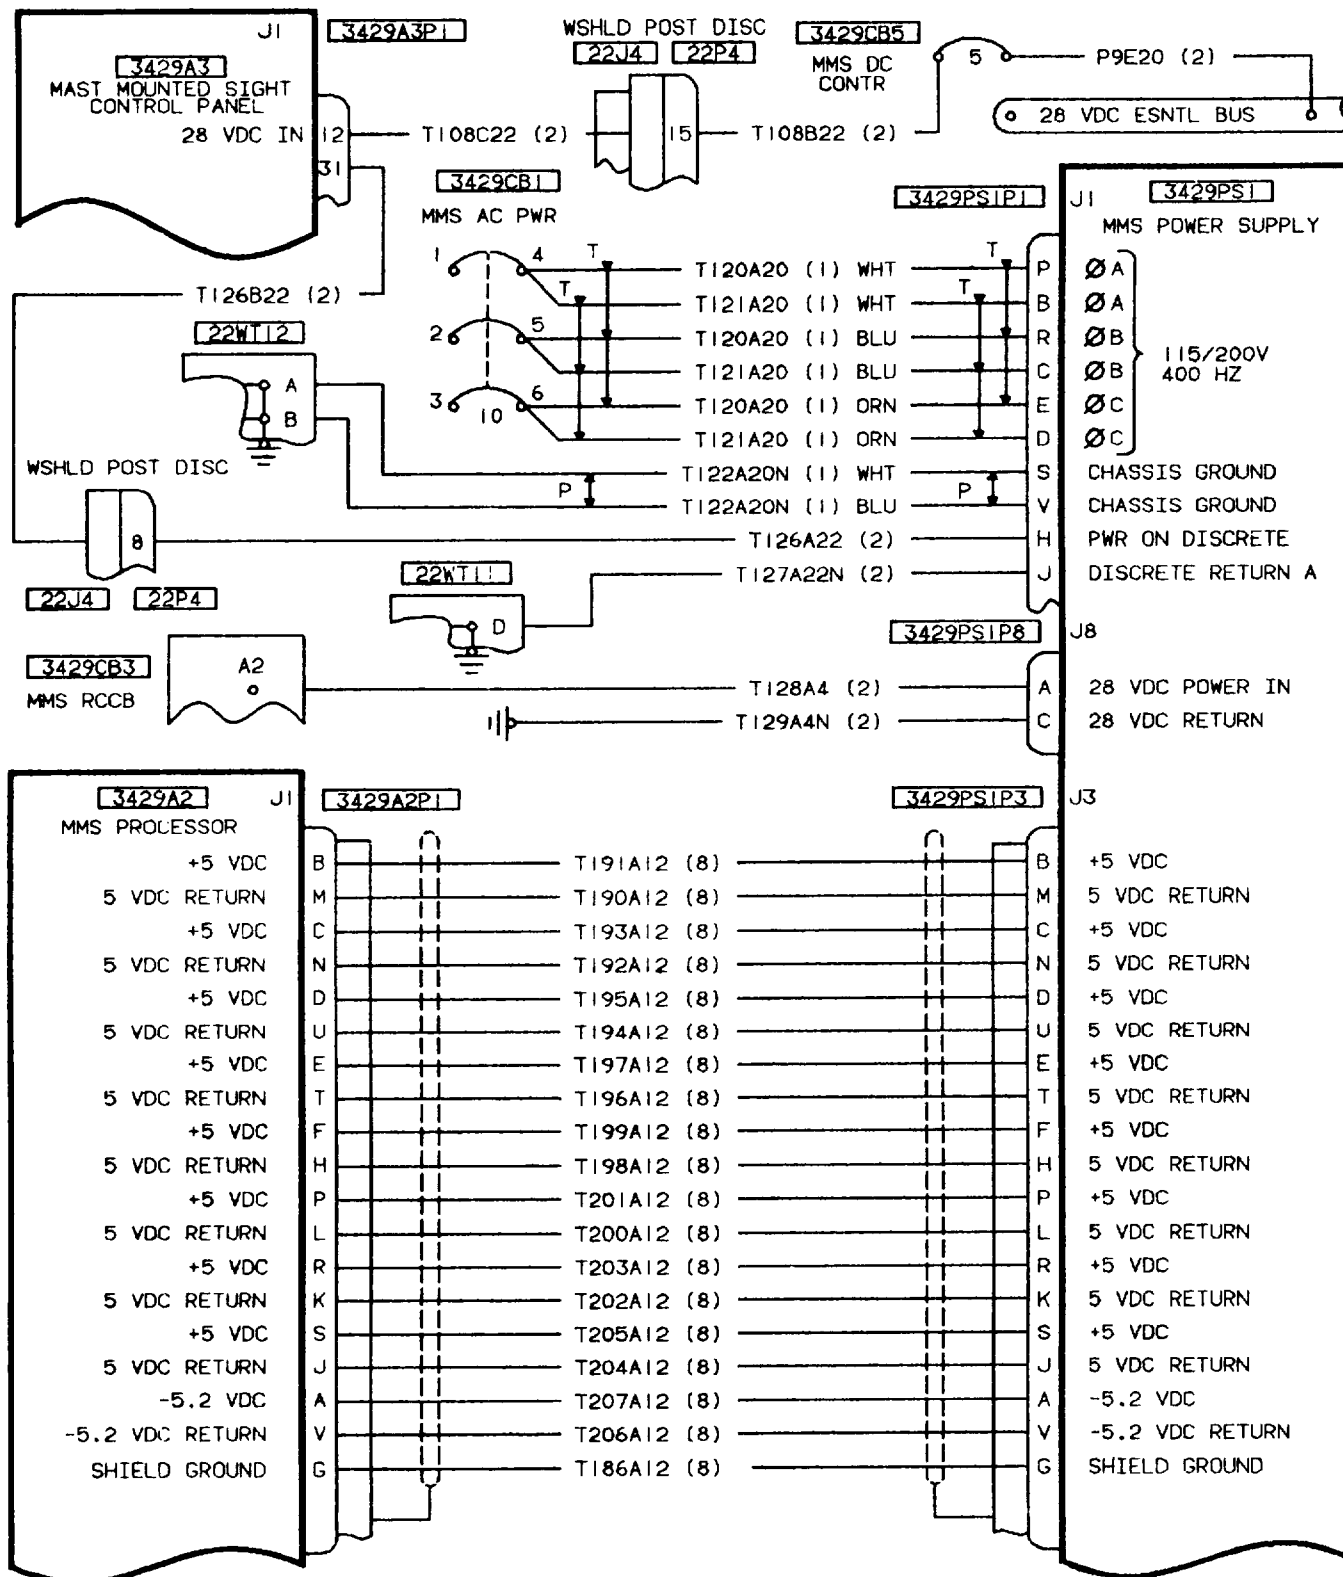 J1 3429A3P1
3429A3
MAST MOUNTED SIGHT
CONTROL PANEL
28 VDC IN 12
31
T108C22 (2)
WSHLD POST DISC
22J4 22P4
15
T108B22 (2)
3429CB5
MMS DC
CONTR
5
P9E20 (2)
28 VDC ESNTL BUS
3429CB1
MMS AC PWR
1 4
2 5
3 6
10
T126B22 (2)
22WT12
A
B
WSHLD POST DISC
8
22J4 22P4
3429PS1P1 J1 3429PS1
MMS POWER SUPPLY
T T
T T
T120A20 (1) WHT P ØA
T121A20 (1) WHT B ØA
T120A20 (1) BLU R ØB
T121A20 (1) BLU C ØB
T120A20 (1) ORN E ØC
T121A20 (1) ORN D ØC
115/200V
400 HZ
T122A20N (1) WHT S CHASSIS GROUND
P P
T122A20N (1) BLU V CHASSIS GROUND
T126A22 (2) H PWR ON DISCRETE
22WT11
D
T127A22N (2) J DISCRETE RETURN A
3429PS1P8 J8
3429CB3
MMS RCCB
A2
T128A4 (2) A 28 VDC POWER IN
T129A4N (2) C 28 VDC RETURN
3429A2 J1 3429A2P1 3429PS1P3 J3
MMS PROCESSOR
+5 VDC B T191A12 (8) B +5 VDC
5 VDC RETURN M T190A12 (8) M 5 VDC RETURN
+5 VDC C T193A12 (8) C +5 VDC
5 VDC RETURN N T192A12 (8) N 5 VDC RETURN
+5 VDC D T195A12 (8) D +5 VDC
5 VDC RETURN U T194A12 (8) U 5 VDC RETURN
+5 VDC E T197A12 (8) E +5 VDC
5 VDC RETURN T T196A12 (8) T 5 VDC RETURN
+5 VDC F T199A12 (8) F +5 VDC
5 VDC RETURN H T198A12 (8) H 5 VDC RETURN
+5 VDC P T201A12 (8) P +5 VDC
5 VDC RETURN L T200A12 (8) L 5 VDC RETURN
+5 VDC R T203A12 (8) R +5 VDC
5 VDC RETURN K T202A12 (8) K 5 VDC RETURN
+5 VDC S T205A12 (8) S +5 VDC
5 VDC RETURN J T204A12 (8) J 5 VDC RETURN
-5.2 VDC A T207A12 (8) A -5.2 VDC
-5.2 VDC RETURN V T206A12 (8) V -5.2 VDC RETURN
SHIELD GROUND G T186A12 (8) G SHIELD GROUND